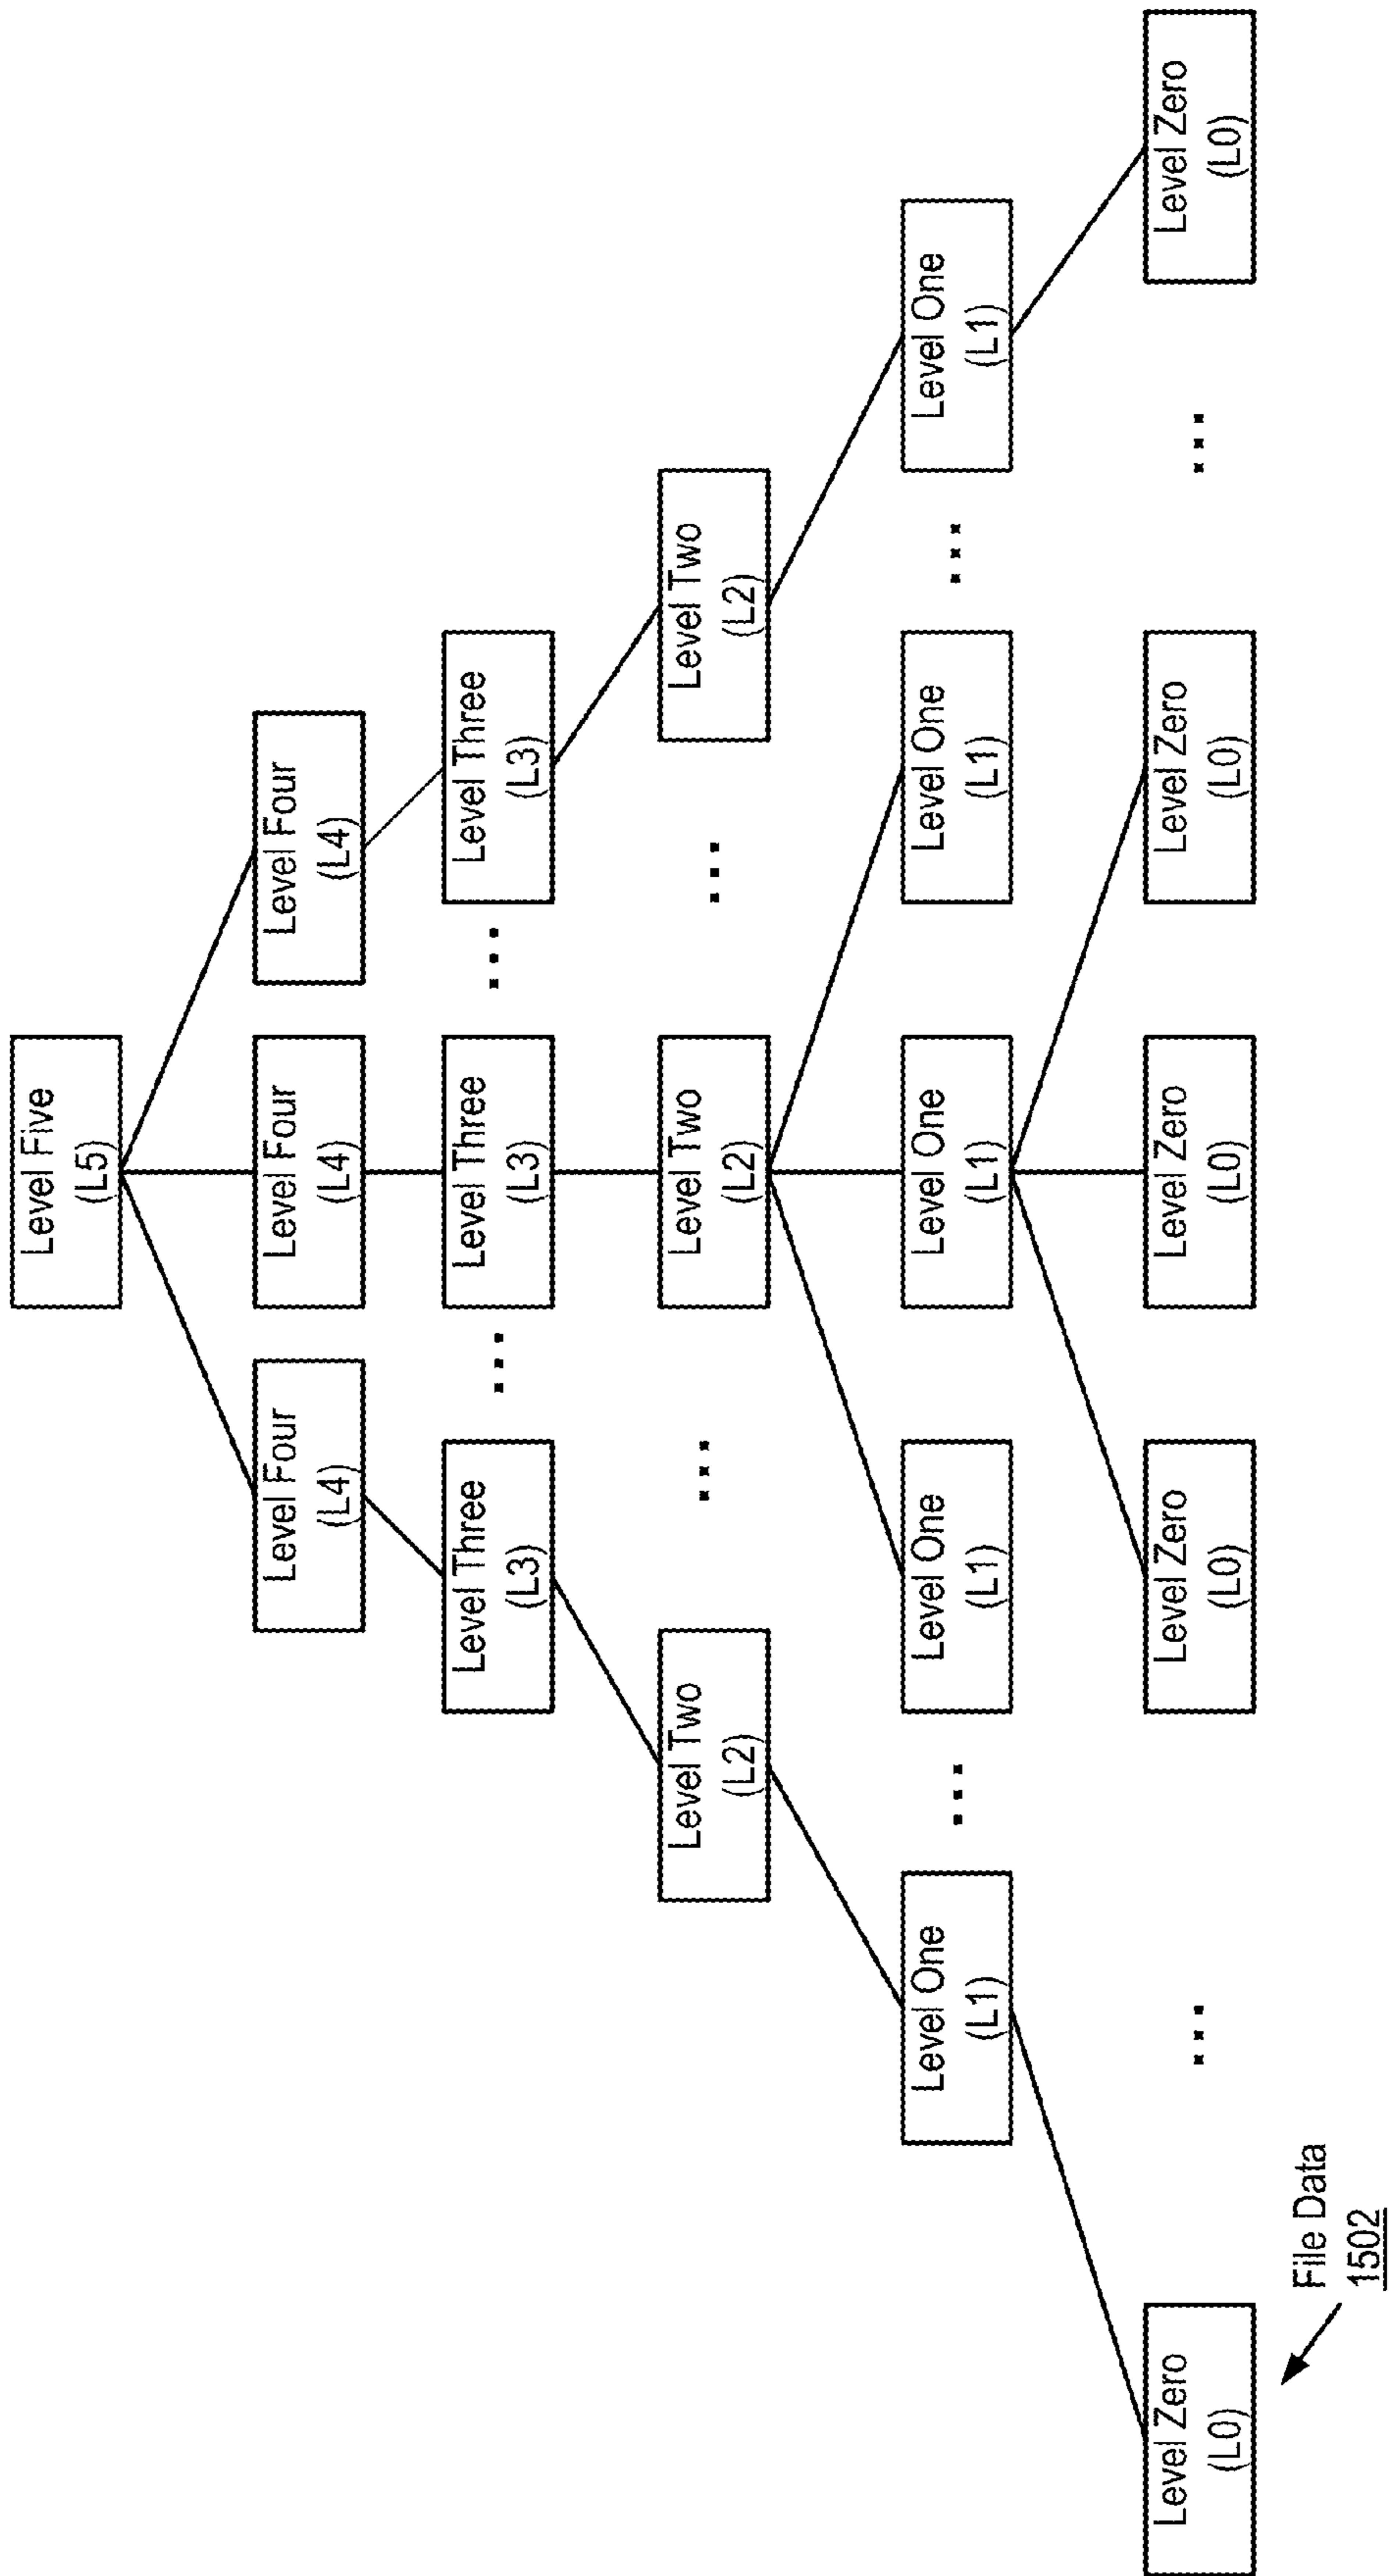 Level Five
(L5)
Level Four
(L4)
Level Four
(L4)
Level Four
(L4)
Level Three
(L3)
...
Level Three
(L3)
...
Level Three
(L3)
Level Two
(L2)
...
Level Two
(L2)
...
Level Two
(L2)
Level One
(L1)
...
Level One
(L1)
Level One
(L1)
Level One
(L1)
...
Level One
(L1)
Level Zero
(L0)
...
Level Zero
(L0)
Level Zero
(L0)
Level Zero
(L0)
...
Level Zero
(L0)
File Data
1502